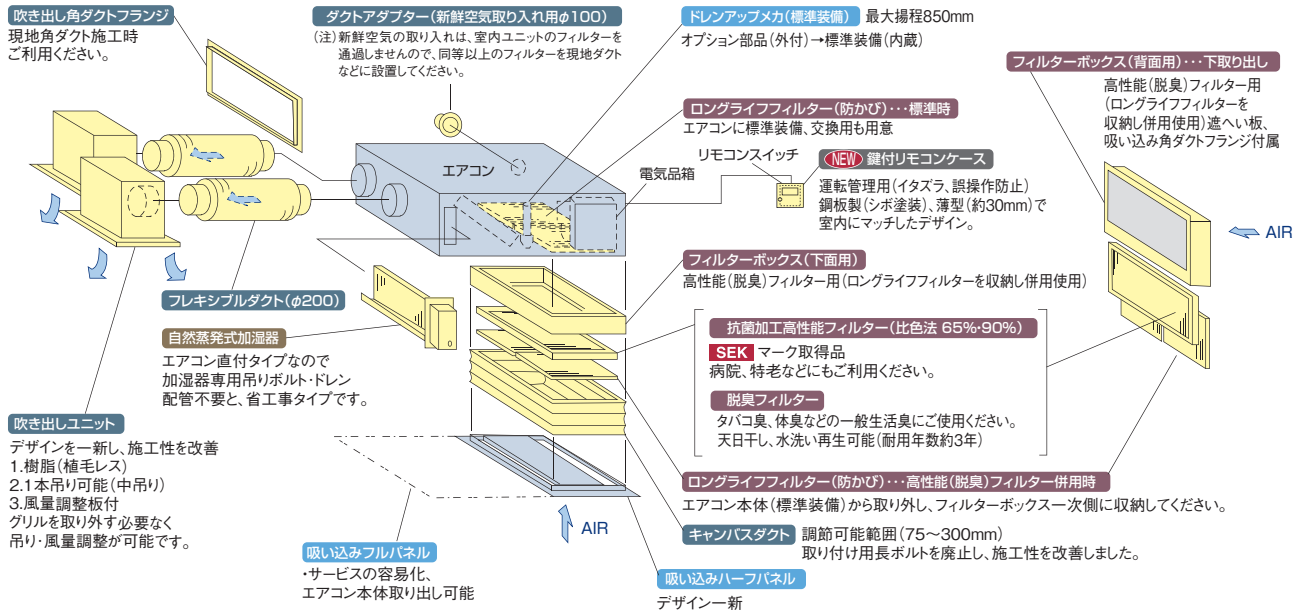 吹き出し角ダクトフランジ
現地角ダクト施工時
ご利用ください。
ダクトアダプター(新鮮空気取り入れ用φ100)
(注)新鮮空気の取り入れは、室内ユニットのフィルターを
通過しませんので、同等以上のフィルターを現地ダクト
などに設置してください。
ドレンアップメカ(標準装備) 最大揚程850mm
オプション部品(外付)→標準装備(内蔵)
フィルターボックス(背面用)・・・下取り出し
高性能(脱臭)フィルター用
(ロングライフフィルターを
収納し併用使用)遮へい板、
吸い込み角ダクトフランジ付属
ロングライフフィルター(防かび)・・・標準時
エアコンに標準装備、交換用も用意
リモコンスイッチ
NEW 鍵付リモコンケース
運転管理用(イタズラ、誤操作防止)
鋼板製(シボ塗装)、薄型(約30mm)で
室内にマッチしたデザイン。
エアコン
電気品箱
AIR
フィルターボックス(下面用)
高性能(脱臭)フィルター用(ロングライフフィルターを収納し併用使用)
フレキシブルダクト(φ200)
自然蒸発式加湿器
エアコン直付タイプなので
加湿器専用吊りボルト・ドレン
配管不要と、省工事タイプです。
抗菌加工高性能フィルター(比色法 65%・90%)
SEK マーク取得品
病院、特老などにもご利用ください。
脱臭フィルター
タバコ臭、体臭などの一般生活臭にご使用ください。
天日干し、水洗い再生可能(耐用年数約3年)
吹き出しユニット
デザインを一新し、施工性を改善
1.樹脂(植毛レス)
2.1本吊り可能(中吊り)
3.風量調整板付
グリルを取り外す必要なく
吊り・風量調整が可能です。
ロングライフフィルター(防かび)・・・高性能(脱臭)フィルター併用時
エアコン本体(標準装備)から取り外し、フィルターボックス一次側に収納してください。
キャンバスダクト 調節可能範囲(75〜300mm)
取り付け用長ボルトを廃止し、施工性を改善しました。
AIR
吸い込みフルパネル
・サービスの容易化、
エアコン本体取り出し可能
吸い込みハーフパネル
デザイン一新